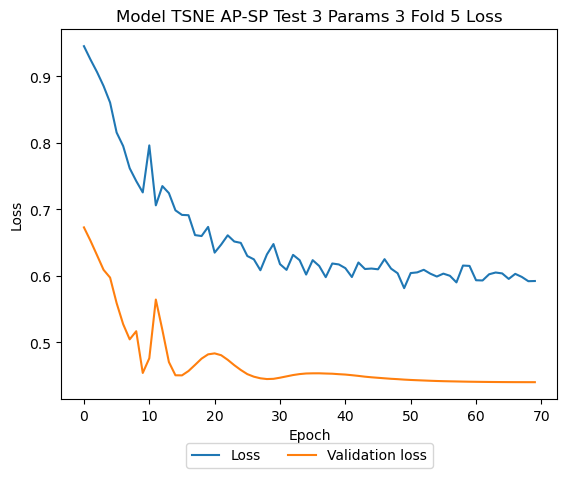 Model TSNE AP-SP Test 3 Params 3 Fold 5 Loss
0.9
0.8
0.7
0.6
0.5
Loss
0 10 20 30 40 50 60 70
Epoch
Loss Validation loss